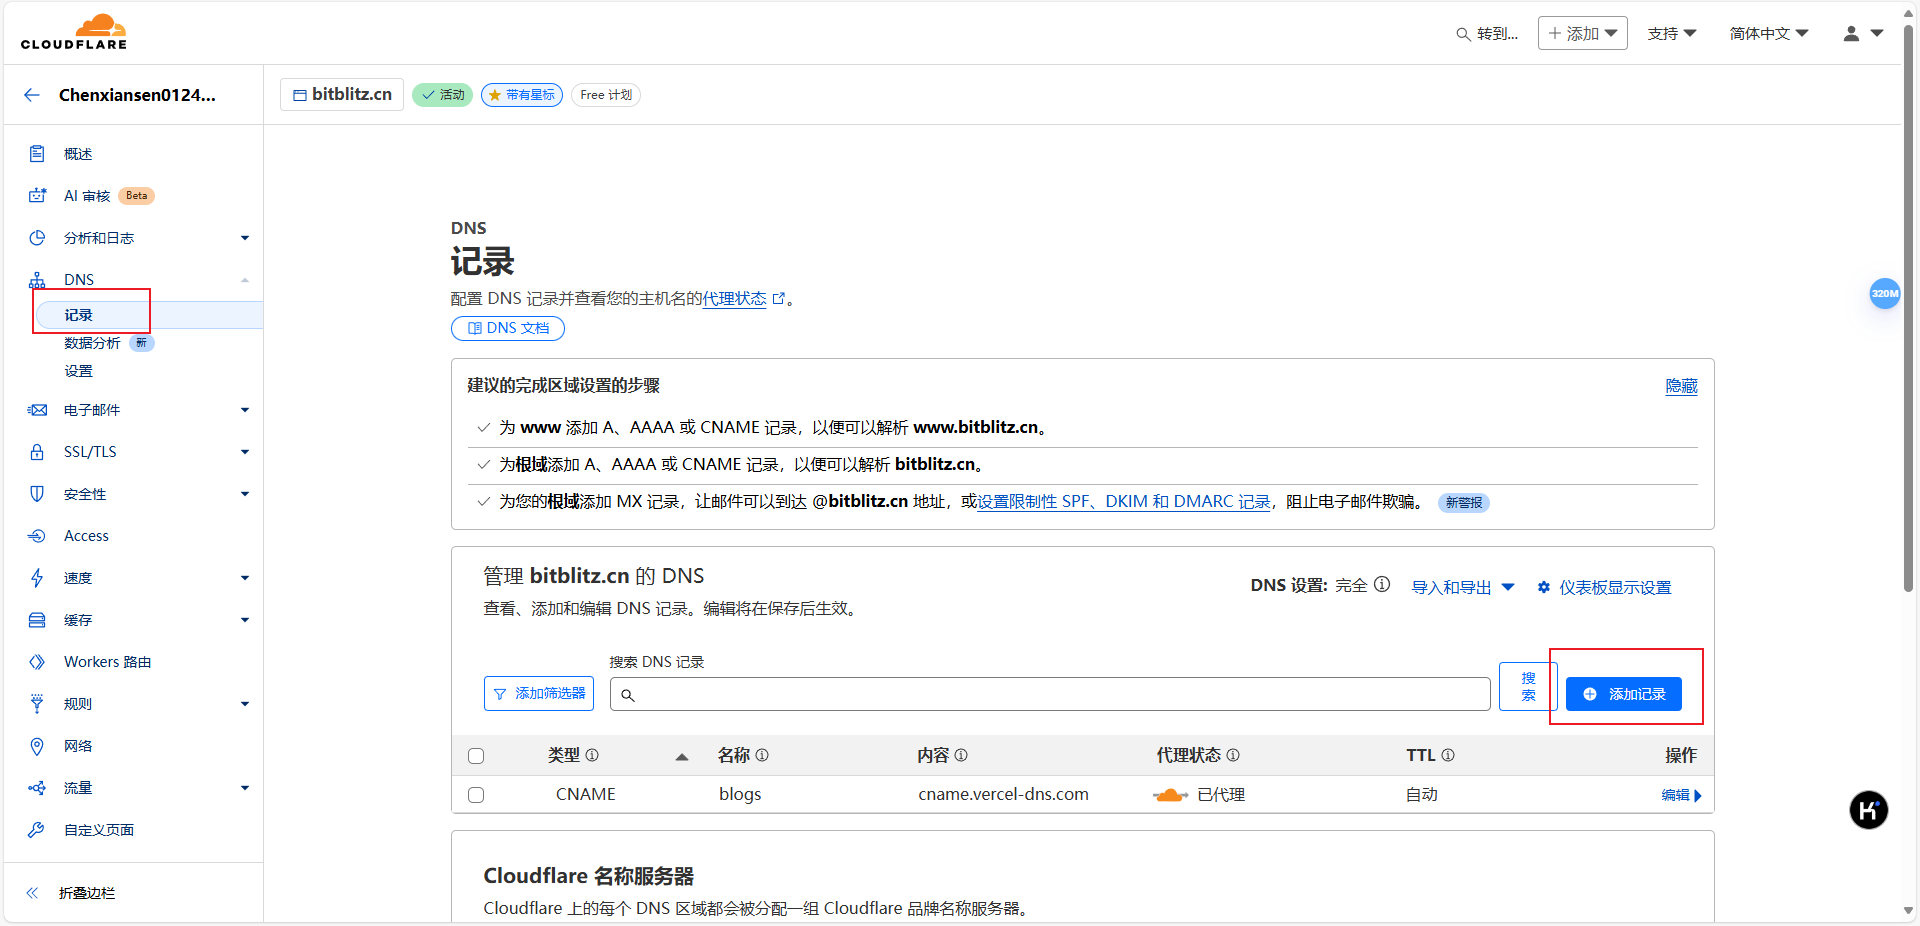 CLOUDFLARE
转到...
添加
支持
简体中文
Chenxiansen0124...
bitblitz.cn
活动
带有星标
Free 计划
概述
AI 审核 Beta
分析和日志
DNS
记录
数据分析 新
设置
电子邮件
SSL/TLS
安全性
Access
速度
缓存
Workers 路由
规则
网络
流量
自定义页面
折叠边栏
DNS
记录
配置 DNS 记录并查看您的主机名的代理状态。
DNS 文档
建议的完成区域设置的步骤
隐藏
为 www 添加 A、AAAA 或 CNAME 记录，以便可以解析 www.bitblitz.cn。
为根域添加 A、AAAA 或 CNAME 记录，以便可以解析 bitblitz.cn。
为您的根域添加 MX 记录，让邮件可以到达 @bitblitz.cn 地址，或设置限制性 SPF、DKIM 和 DMARC 记录，阻止电子邮件欺骗。 新警报
管理 bitblitz.cn 的 DNS
查看、添加和编辑 DNS 记录。编辑将在保存后生效。
DNS 设置: 完全
导入和导出
仪表板显示设置
搜索 DNS 记录
添加筛选器
搜
索
添加记录
类型 名称 内容 代理状态 TTL 操作
CNAME blogs cname.vercel-dns.com 已代理 自动 编辑
Cloudflare 名称服务器
Cloudflare 上的每个 DNS 区域都会被分配一组 Cloudflare 品牌名称服务器。
320M
K